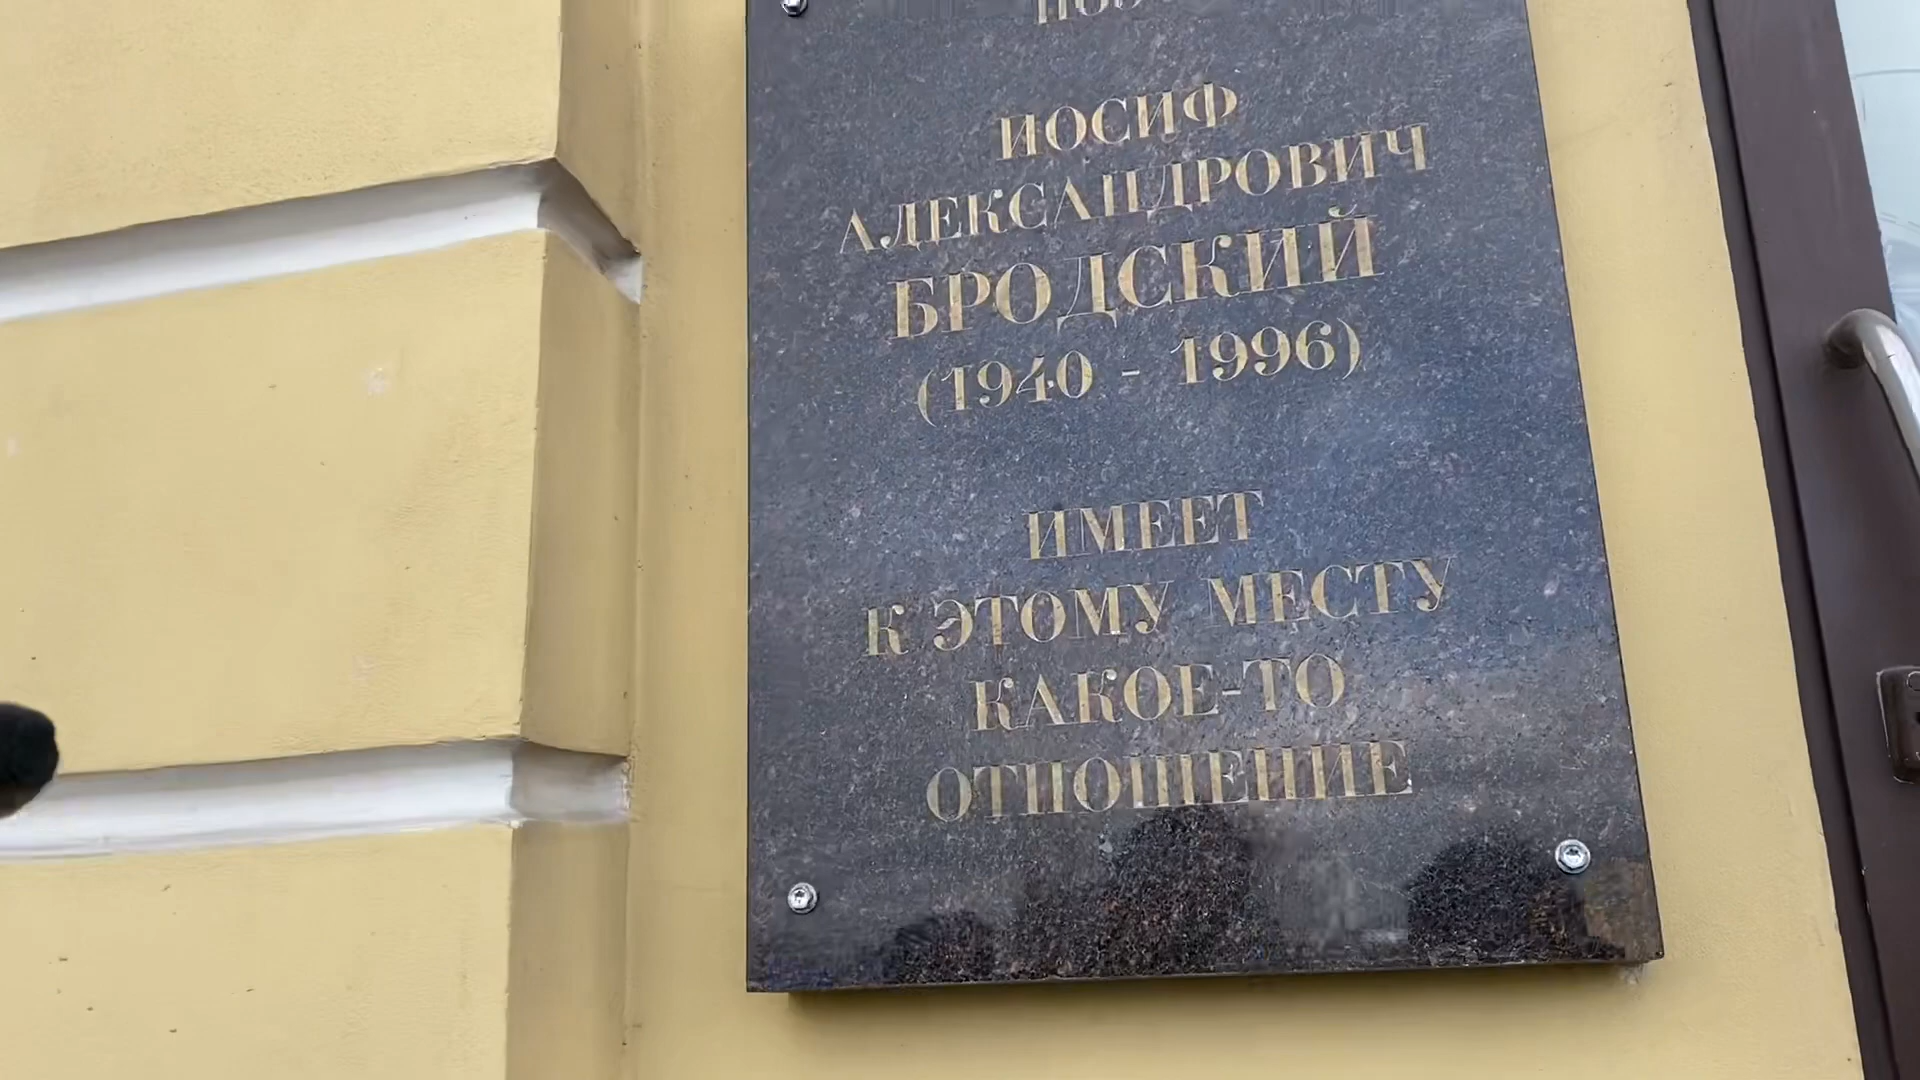 ИОСИФ
АЛЕКСАНДРОВИЧ
БРОДСКИЙ
(1940 - 1996)
ИМЕЕТ
К ЭТОМУ МЕСТУ
КАКОЕ-ТО
ОТНОШЕНИЕ